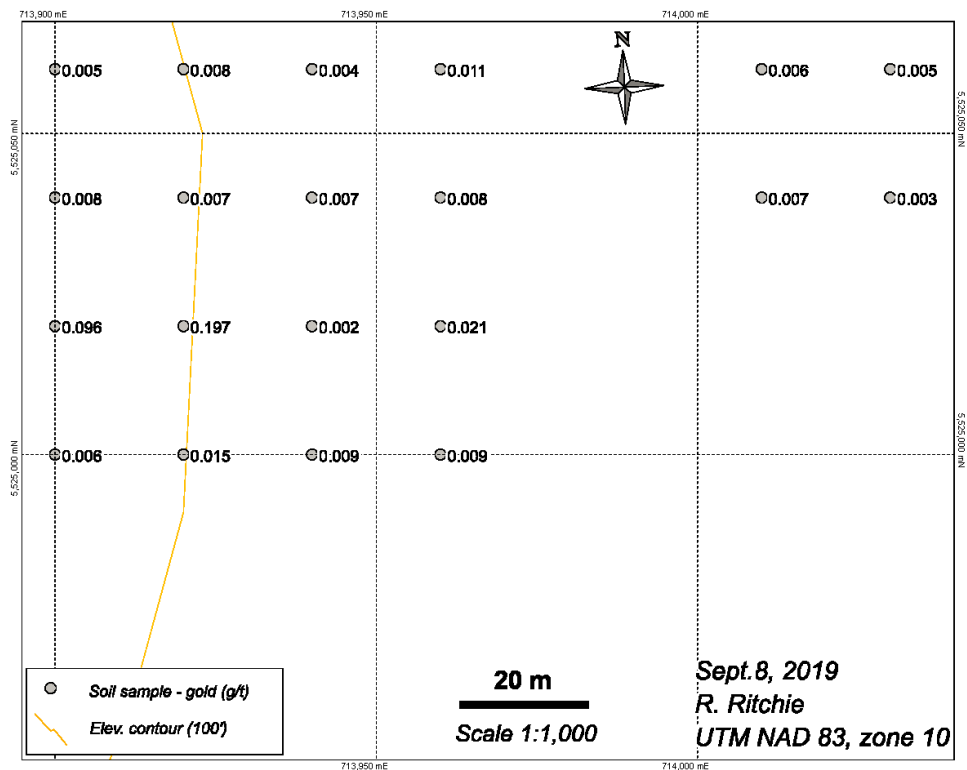 713,900 mE 713,950 mE 714,000 mE
N
0.005 0.008 0.004 0.011 0.006 0.005
5,525,050 mN 5,525,050 mN
0.008 0.007 0.007 0.008 0.007 0.003
0.096 0.197 0.002 0.021
0.006 0.015 0.009 0.009
5,525,000 mN 5,525,000 mN
Soil sample - gold (g/t)
Elev. contour (100')
20 m
Scale 1:1,000
Sept.8, 2019
R. Ritchie
UTM NAD 83, zone 10
713,950 mE 714,000 mE